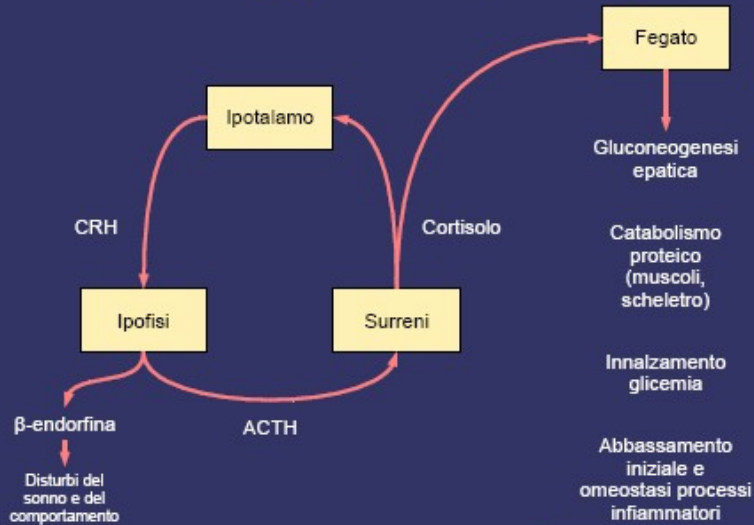 Fegato
Ipotalamo
Gluconeogenesi
epatica
CRH
Cortisolo
Catabolismo
proteico
(muscoli,
scheletro)
Ipofisi
Surreni
Innalzamento
glicemia
β-endorfina
ACTH
Disturbi del
sonno e del
comportamento
Abbassamento
iniziale e
omeostasi processi
infiammatori